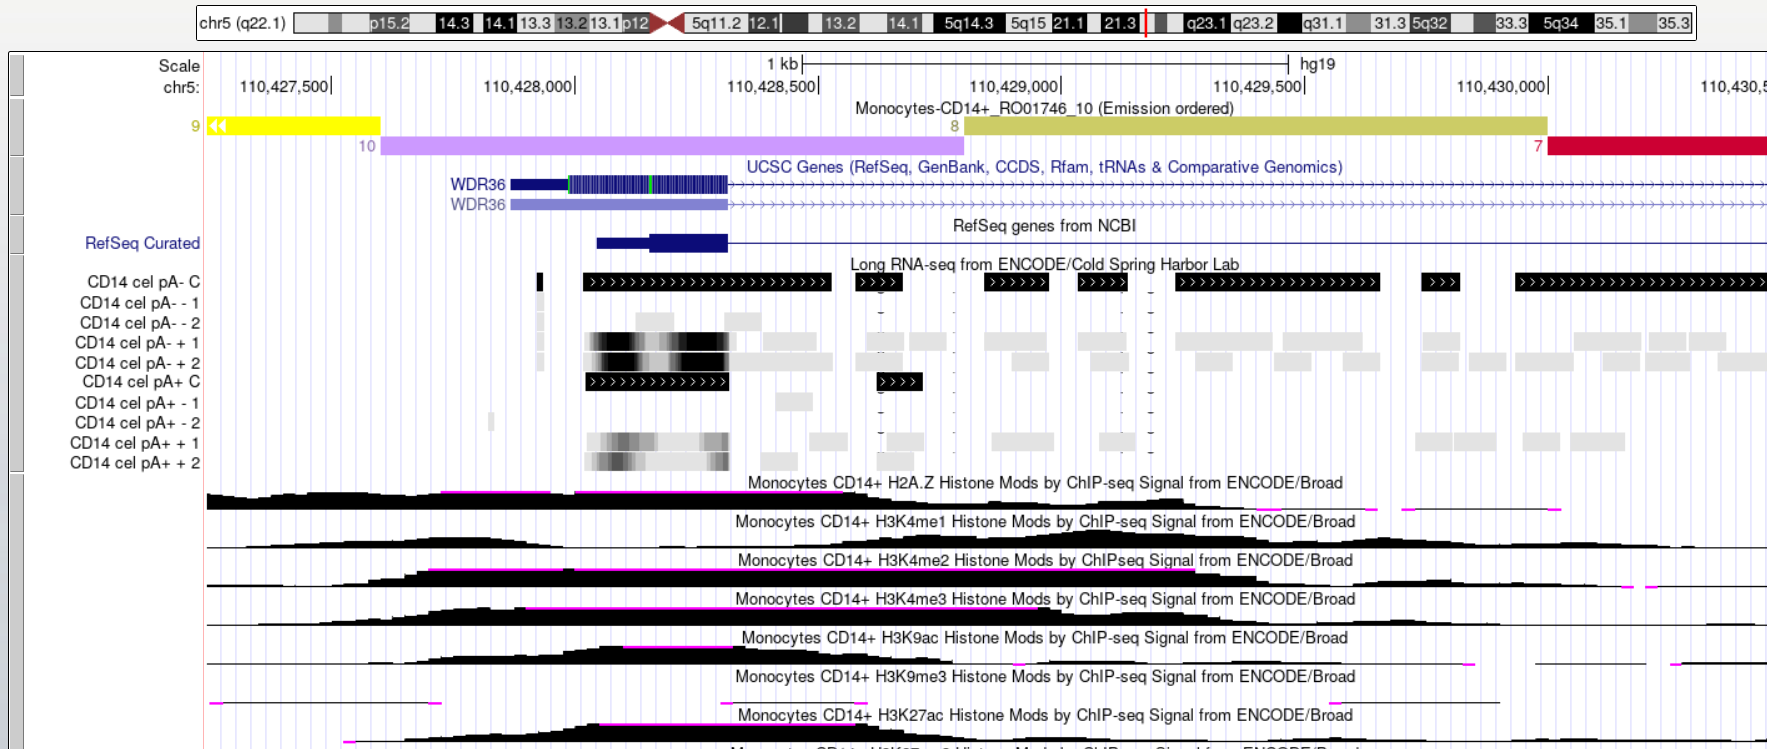 chr5 (q22.1) p15.2 14.3 14.1 13.3 13.2 13.1 p12 5q11.2 12.1 13.2 14.1 5q14.3 5q15 21.1 21.3 q23.1 q23.2 q31.1 31.3 5q32 33.3 5q34 35.1 35.3
Scale 1 kb hg19
chr5: 110,427,500 110,428,000 110,428,500 110,429,000 110,429,500 110,430,000 110,430,5
Monocytes-CD14+_RO01746_10 (Emission ordered)
9 8
10 7
UCSC Genes (RefSeq, GenBank, CCDS, Rfam, tRNAs & Comparative Genomics)
WDR36
WDR36
RefSeq genes from NCBI
RefSeq Curated
Long RNA-seq from ENCODE/Cold Spring Harbor Lab
CD14 cel pA- C
CD14 cel pA- - 1
CD14 cel pA- - 2
CD14 cel pA- + 1
CD14 cel pA- + 2
CD14 cel pA+ C
CD14 cel pA+ - 1
CD14 cel pA+ - 2
CD14 cel pA+ + 1
CD14 cel pA+ + 2
Monocytes CD14+ H2A.Z Histone Mods by ChIP-seq Signal from ENCODE/Broad
Monocytes CD14+ H3K4me1 Histone Mods by ChIP-seq Signal from ENCODE/Broad
Monocytes CD14+ H3K4me2 Histone Mods by ChIPseq Signal from ENCODE/Broad
Monocytes CD14+ H3K4me3 Histone Mods by ChIP-seq Signal from ENCODE/Broad
Monocytes CD14+ H3K9ac Histone Mods by ChIP-seq Signal from ENCODE/Broad
Monocytes CD14+ H3K9me3 Histone Mods by ChIP-seq Signal from ENCODE/Broad
Monocytes CD14+ H3K27ac Histone Mods by ChIP-seq Signal from ENCODE/Broad